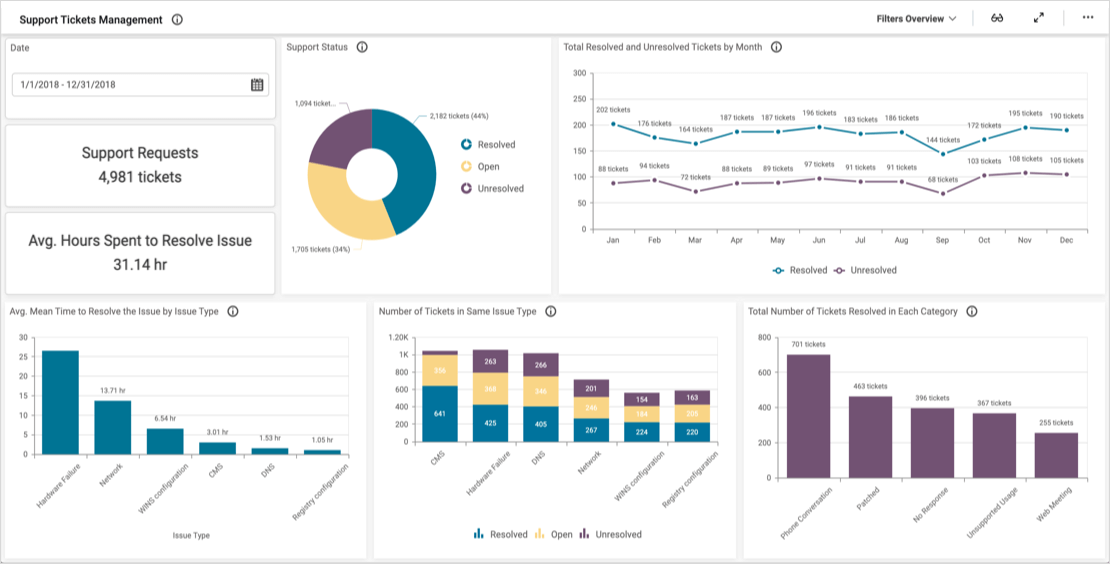 Support Tickets Management
Filters Overview
Date
1/1/2018 - 12/31/2018
Support Requests
4,981 tickets
Avg. Hours Spent to Resolve Issue
31.14 hr
Support Status
1,094 ticket...
2,182 tickets (44%)
1,705 tickets (34%)
Resolved
Open
Unresolved
Total Resolved and Unresolved Tickets by Month
300
250
200
150
100
50
0
202 tickets
176 tickets
164 tickets
187 tickets
187 tickets
196 tickets
183 tickets
186 tickets
144 tickets
172 tickets
195 tickets
190 tickets
88 tickets
94 tickets
72 tickets
88 tickets
89 tickets
97 tickets
91 tickets
91 tickets
68 tickets
103 tickets
108 tickets
105 tickets
Jan
Feb
Mar
Apr
May
Jun
Jul
Aug
Sep
Oct
Nov
Dec
Resolved
Unresolved
Avg. Mean Time to Resolve the Issue by Issue Type
30
25
20
15
10
5
0
13.71 hr
6.54 hr
3.01 hr
1.53 hr
1.05 hr
Hardware Failure
Network
WINS configuration
CMS
DNS
Registry configuration
Issue Type
Number of Tickets in Same Issue Type
1.20K
1K
800
600
400
200
0
356
641
263
368
425
266
346
405
201
246
267
154
184
224
163
205
220
CMS
Hardware Failure
DNS
Network
WINS configuration
Registry configuration
Resolved
Open
Unresolved
Total Number of Tickets Resolved in Each Category
800
600
400
200
0
701 tickets
463 tickets
396 tickets
367 tickets
255 tickets
Phone Conversation
Patched
No Response
Unsupported Usage
Web Meeting